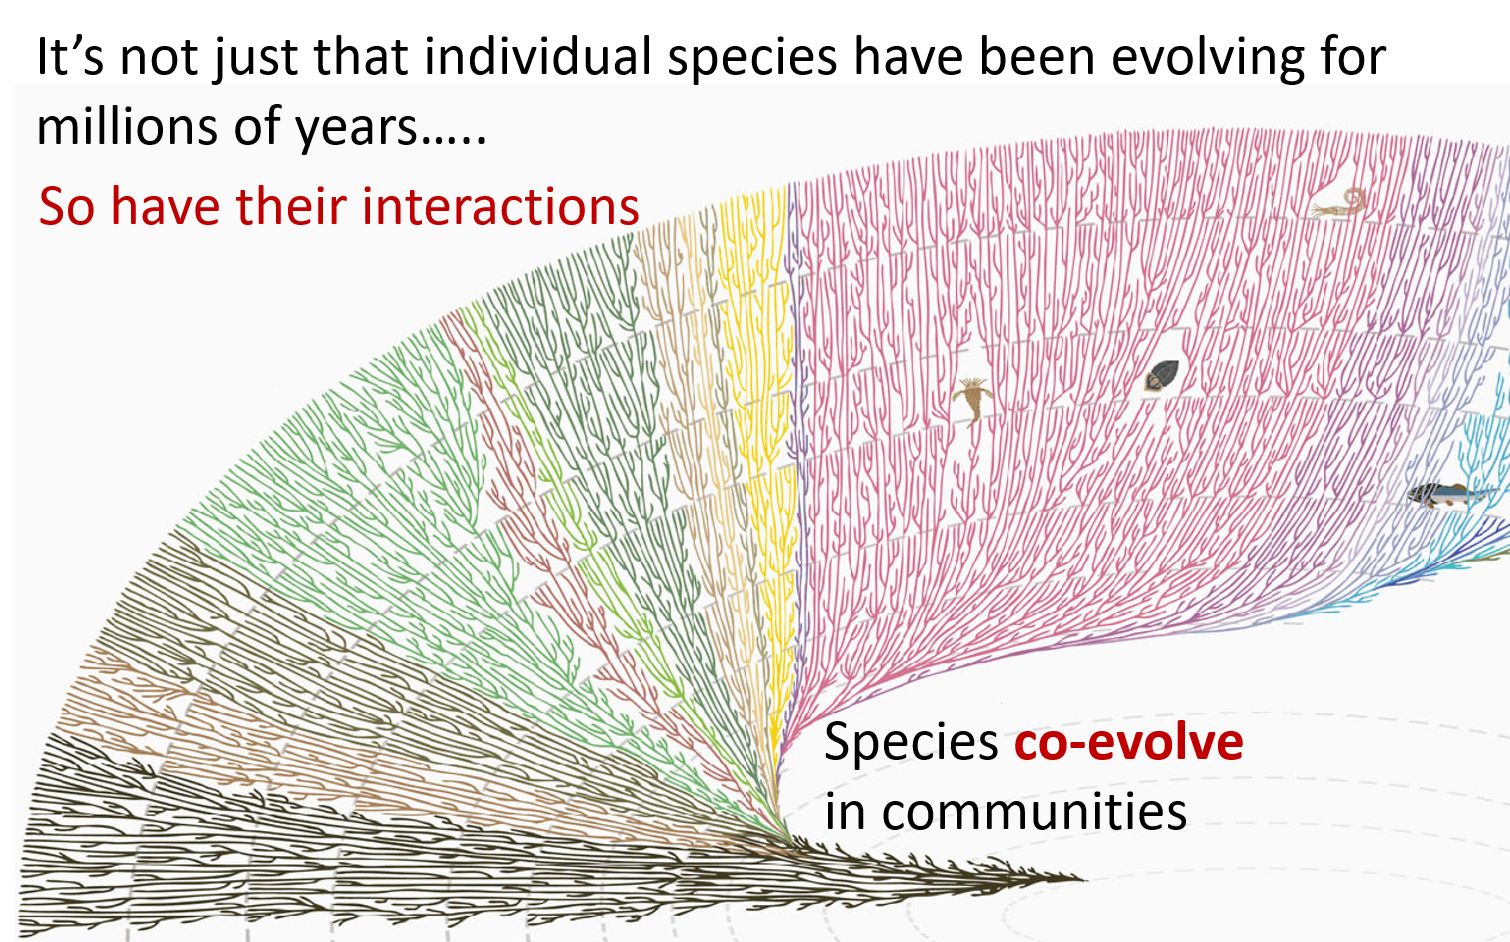 It’s not just that individual species have been evolving for
millions of years…..
So have their interactions
Species co-evolve
in communities